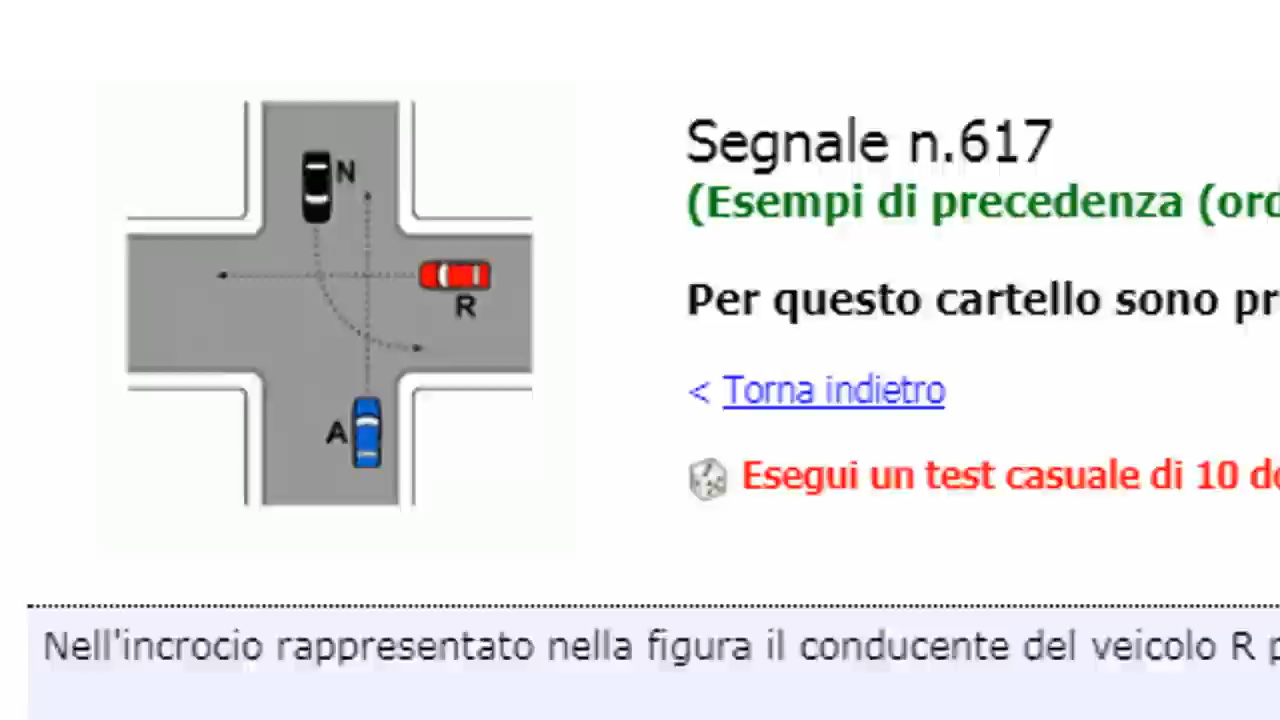 N
R
A
Segnale n.617
(Esempi di precedenza (ord
Per questo cartello sono pr
< Torna indietro
Esegui un test casuale di 10 do
Nell'incrocio rappresentato nella figura il conducente del veicolo R p